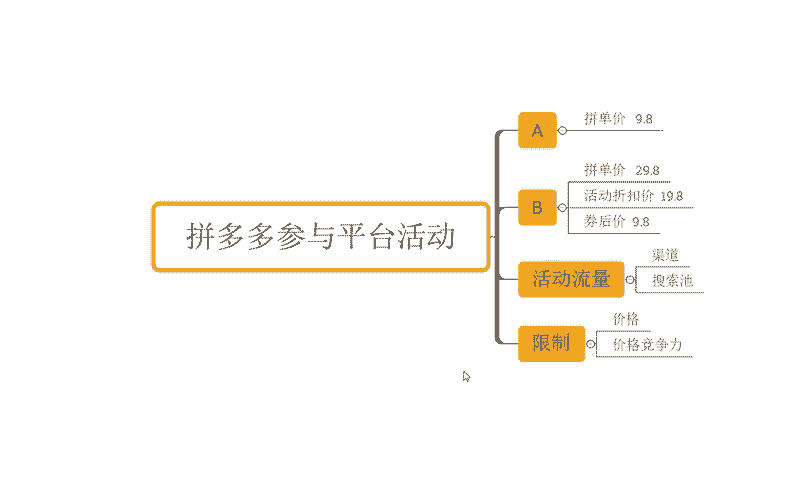 拼多多参与平台活动
A
拼单价 9.8
B
拼单价 29.8
活动折扣价 19.8
券后价 9.8
活动流量
渠道
搜索池
限制
价格
价格竞争力